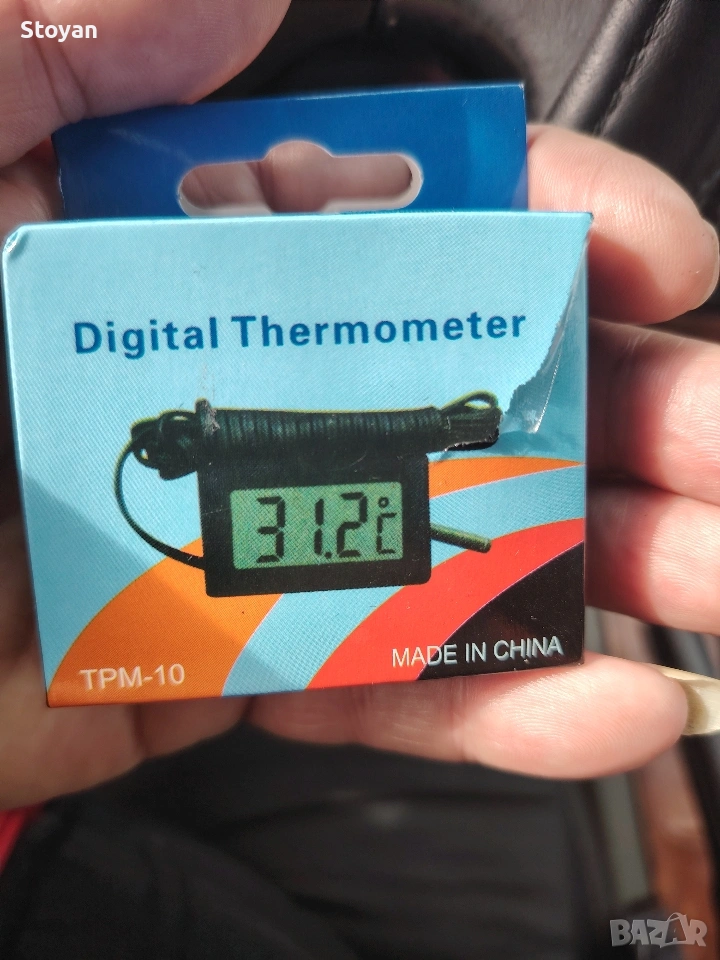 Stoyan
Digital Thermometer
31.2°C
TPM-10
MADE IN CHINA
BAZAR